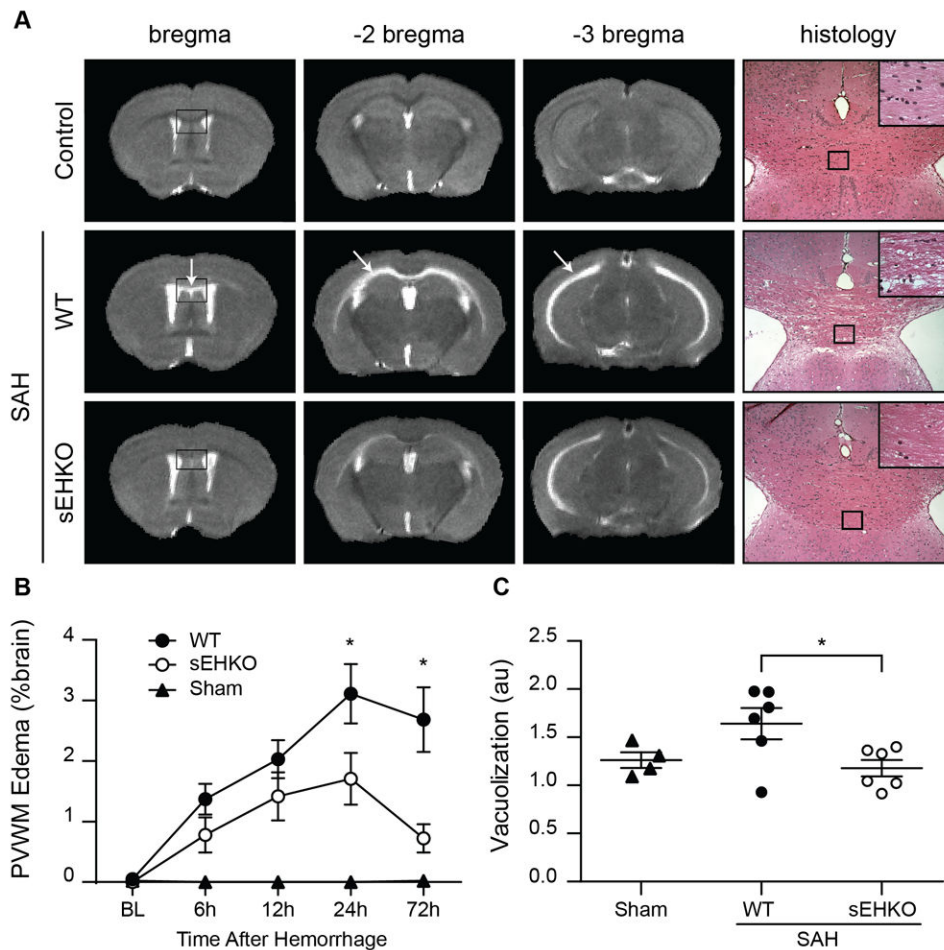 A
bregma
-2 bregma
-3 bregma
histology
Control
SAH
WT
sEHKO
B
PVWM Edema (%brain)
4
3
2
1
0
WT
sEHKO
Sham
*
*
BL
6h
12h
24h
72h
Time After Hemorrhage
C
Vacuolization (au)
2.5
2.0
1.5
1.0
0.5
0.0
*
Sham
WT
sEHKO
SAH